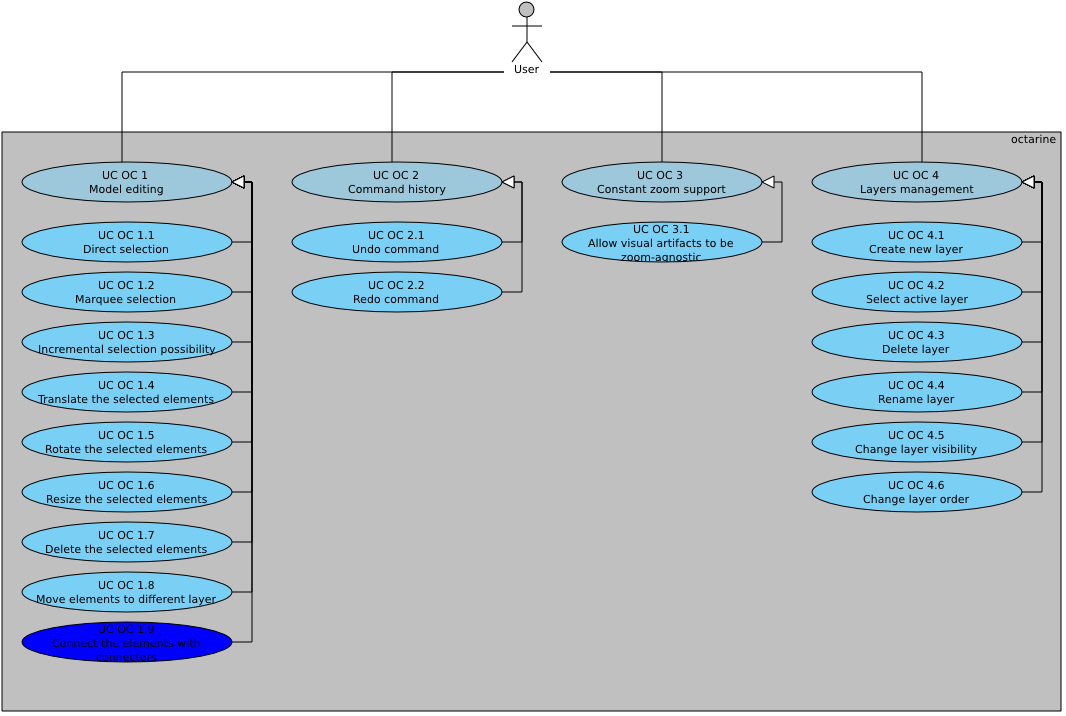 User
octarine
UC OC 1
Model editing
UC OC 1.1
Direct selection
UC OC 1.2
Marquee selection
UC OC 1.3
Incremental selection possibility
UC OC 1.4
Translate the selected elements
UC OC 1.5
Rotate the selected elements
UC OC 1.6
Resize the selected elements
UC OC 1.7
Delete the selected elements
UC OC 1.8
Move elements to different layer
UC OC 1.9
Connect the elements with
connectors
UC OC 2
Command history
UC OC 2.1
Undo command
UC OC 2.2
Redo command
UC OC 3
Constant zoom support
UC OC 3.1
Allow visual artifacts to be
zoom-agnostic
UC OC 4
Layers management
UC OC 4.1
Create new layer
UC OC 4.2
Select active layer
UC OC 4.3
Delete layer
UC OC 4.4
Rename layer
UC OC 4.5
Change layer visibility
UC OC 4.6
Change layer order